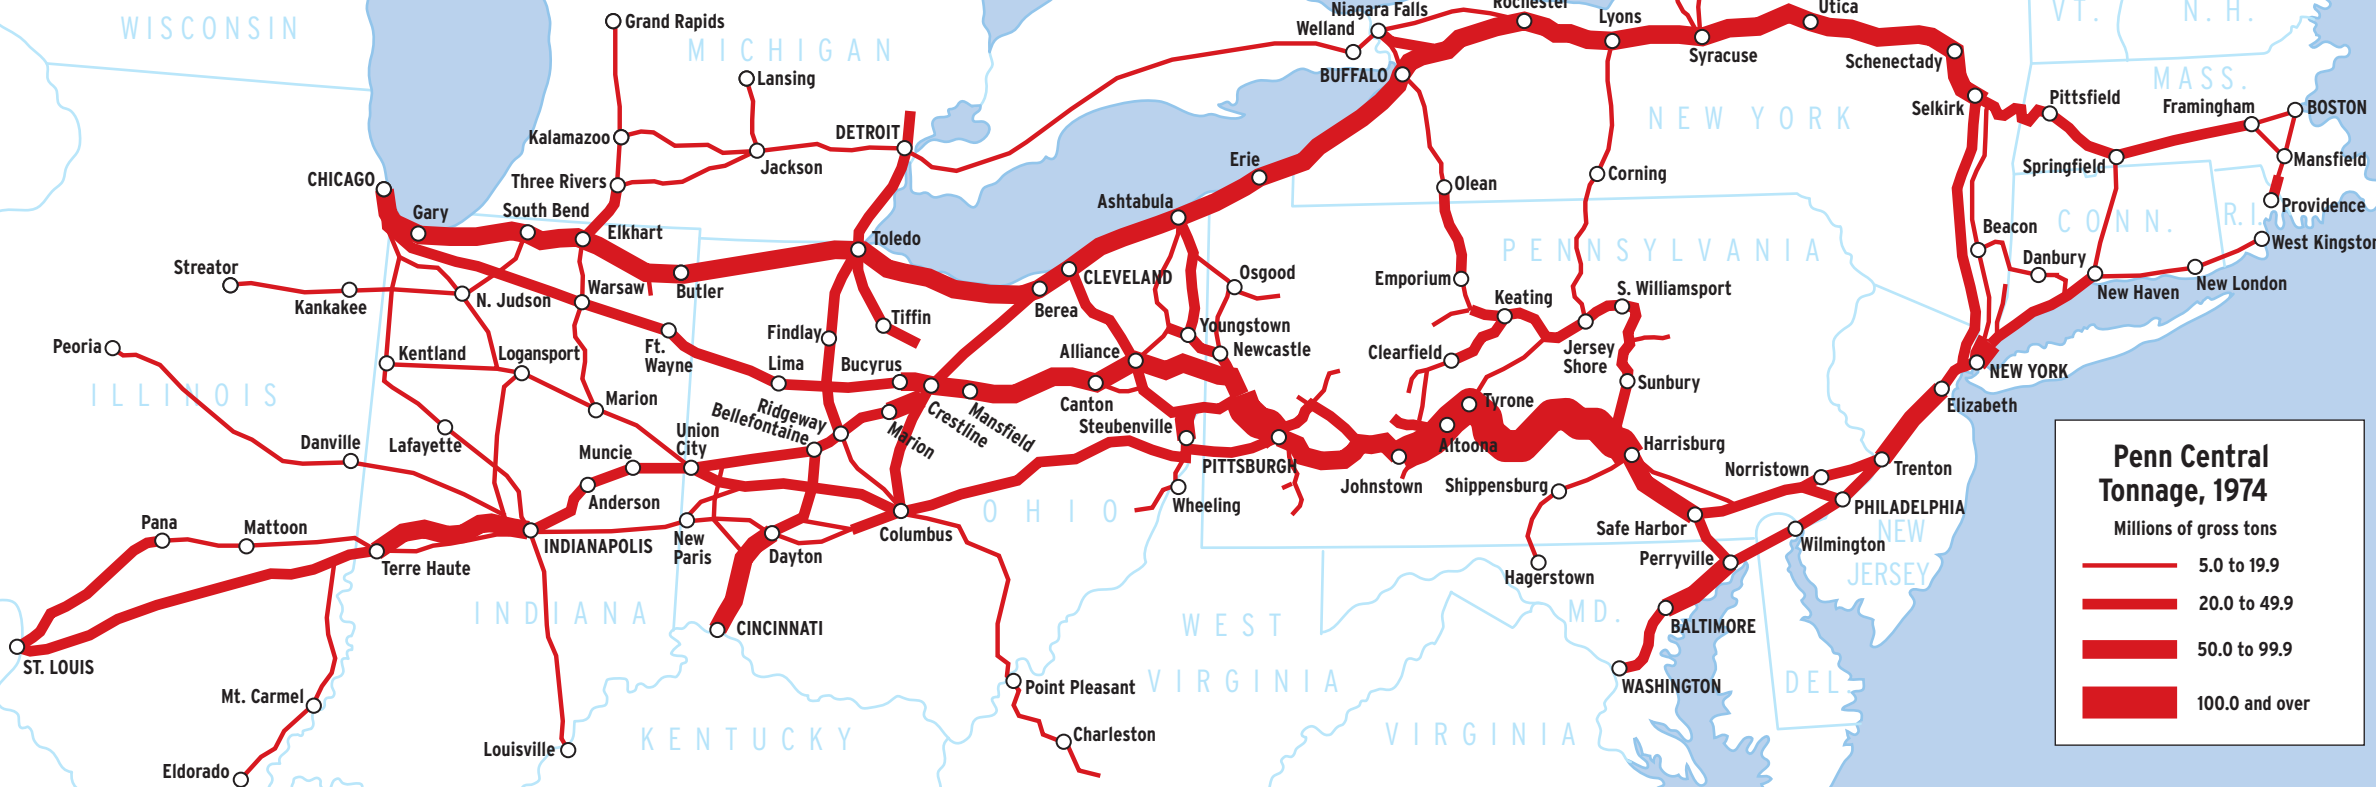 WISCONSIN
Grand Rapids
MICHIGAN
Lansing
Niagara Falls
Welland
Rochester
Lyons
Utica
VT.
N. H.
BUFFALO
Syracuse
Schenectady
MASS.
Selkirk
Pittsfield
Framingham
BOSTON
NEW YORK
Kalamazoo
DETROIT
Jackson
Three Rivers
CHICAGO
Erie
Olean
Corning
Springfield
Mansfield
Providence
Gary
South Bend
Elkhart
Toledo
Ashtabula
PENNSYLVANIA
Beacon
CONN.
R.I.
West Kingston
Streator
Kankakee
N. Judson
Warsaw
Butler
CLEVELAND
Berea
Osgood
Emporium
Keating
S. Williamsport
Danbury
New Haven
New London
Peoria
Kentland
Logansport
Ft.
Wayne
Findlay
Tiffin
Lima
Bucyrus
Alliance
Youngstown
Newcastle
Clearfield
Jersey
Shore
Sunbury
NEW YORK
Elizabeth
ILLINOIS
Marion
Union
City
Ridgeway
Bellefontaine
Marion
Crestline
Mansfield
Canton
Steubenville
Tyrone
Altoona
Harrisburg
Danville
Lafayette
Muncie
Anderson
PITTSBURGH
Johnstown
Shippensburg
Norristown
Trenton
PHILADELPHIA
Pana
Mattoon
Terre Haute
INDIANAPOLIS
New
Paris
Dayton
Columbus
OHIO
Wheeling
Safe Harbor
Perryville
Wilmington
NEW
JERSEY
Hagerstown
INDIANA
CINCINNATI
WEST
VIRGINIA
MD.
BALTIMORE
ST. LOUIS
Mt. Carmel
Point Pleasant
WASHINGTON
DEL.
Eldorado
Louisville
KENTUCKY
Charleston
VIRGINIA
Penn Central
Tonnage, 1974
Millions of gross tons
5.0 to 19.9
20.0 to 49.9
50.0 to 99.9
100.0 and over